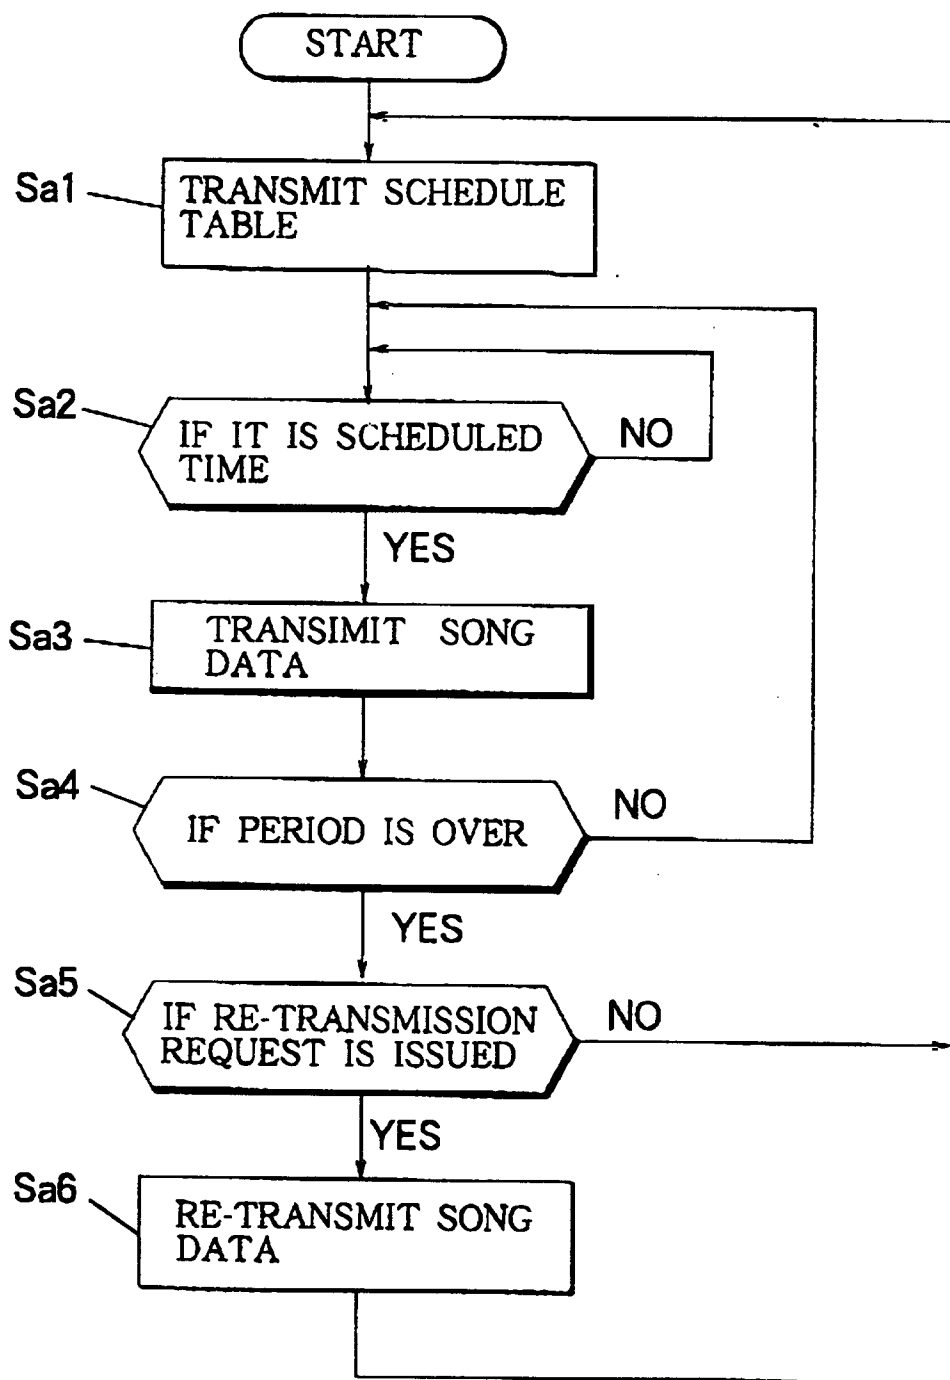 START
Sa1
TRANSMIT SCHEDULE
TABLE
Sa2
IF IT IS SCHEDULED
TIME
NO
YES
Sa3
TRANSIMIT SONG
DATA
Sa4
IF PERIOD IS OVER
NO
YES
Sa5
IF RE-TRANSMISSION
REQUEST IS ISSUED
NO
YES
Sa6
RE-TRANSMIT SONG
DATA